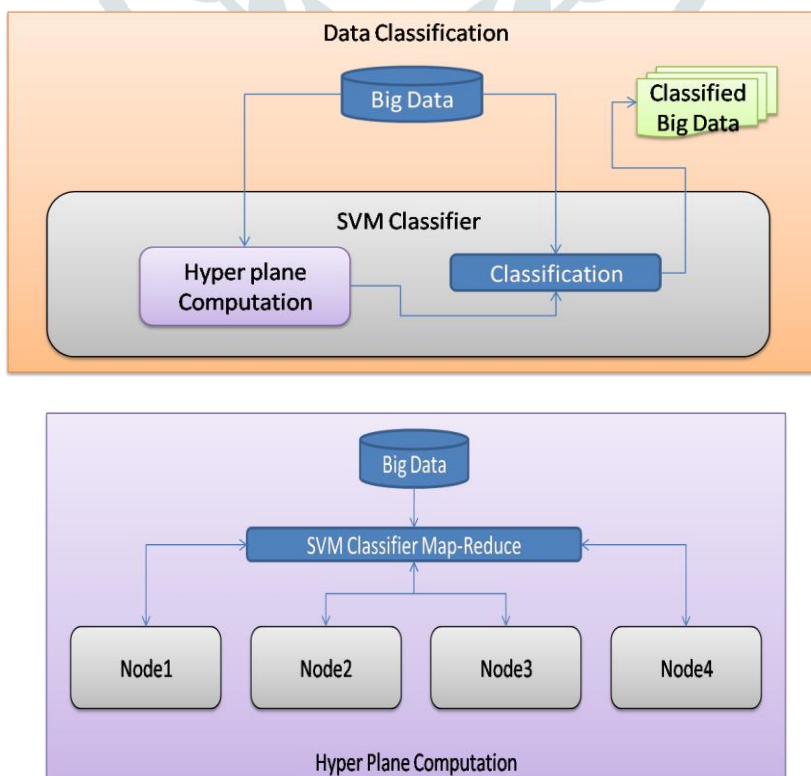 Data Classification
Big Data
Classified
Big Data
SVM Classifier
Hyper plane
Computation
Classification
Big Data
SVM Classifier Map-Reduce
Node1
Node2
Node3
Node4
Hyper Plane Computation